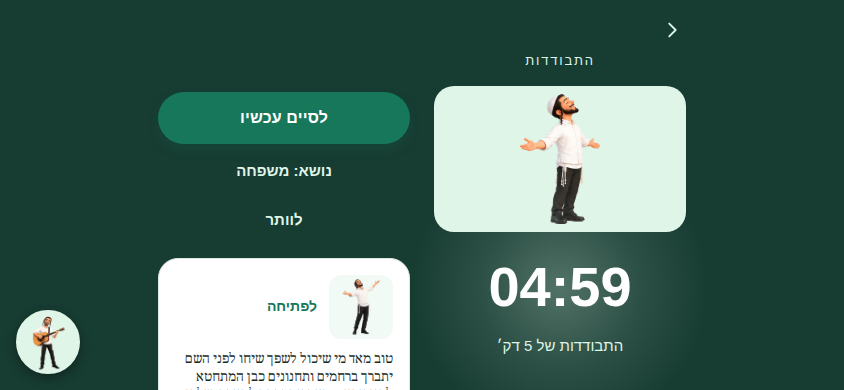 התבודדות
04:59
התבודדות של 5 דק׳
לסיים עכשיו
נושא: משפחה
לוותר
לפתיחה
טוב מאד מי שיכול לשפך שיחו לפני השם
יתברך ברחמים ותחנונים כבן המתחטא